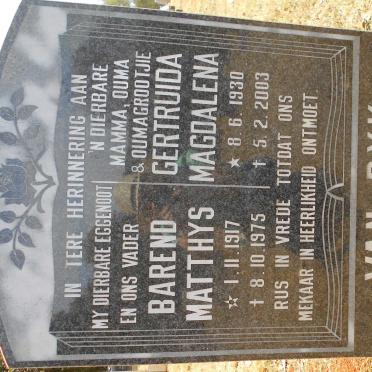 IN TERE HERINNERING AAN
MY DIERBARE EGGENOOT
EN ONS VADER
BAREND
MATTHYS
☆ 1.11.1917
† 8.10.1975
'N DIERBARE
MAMMA, OUMA
& OUMAGROOTJIE
GERTRUIDA
MAGDALENA
★ 8.6.1930
† 5.2.2003
RUS IN VREDE TOTDAT ONS
MEKAAR IN HEERLIKHEID ONTMOET.
VAN DYK